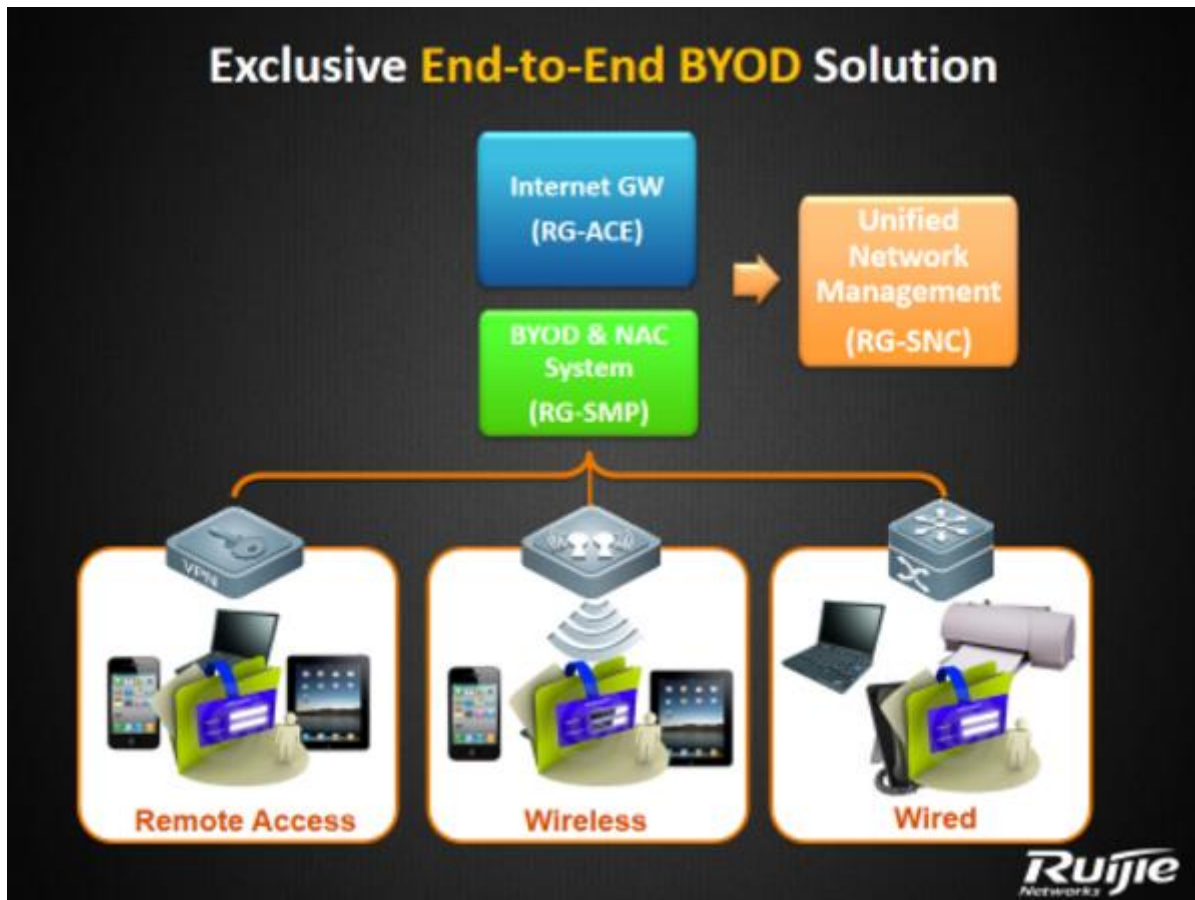 Exclusive End-to-End BYOD Solution
Internet GW
(RG-ACE)
Unified
Network
Management
(RG-SNC)
BYOD & NAC
System
(RG-SMP)
VPN
Remote Access
Wireless
Wired
Ruijie
Networks